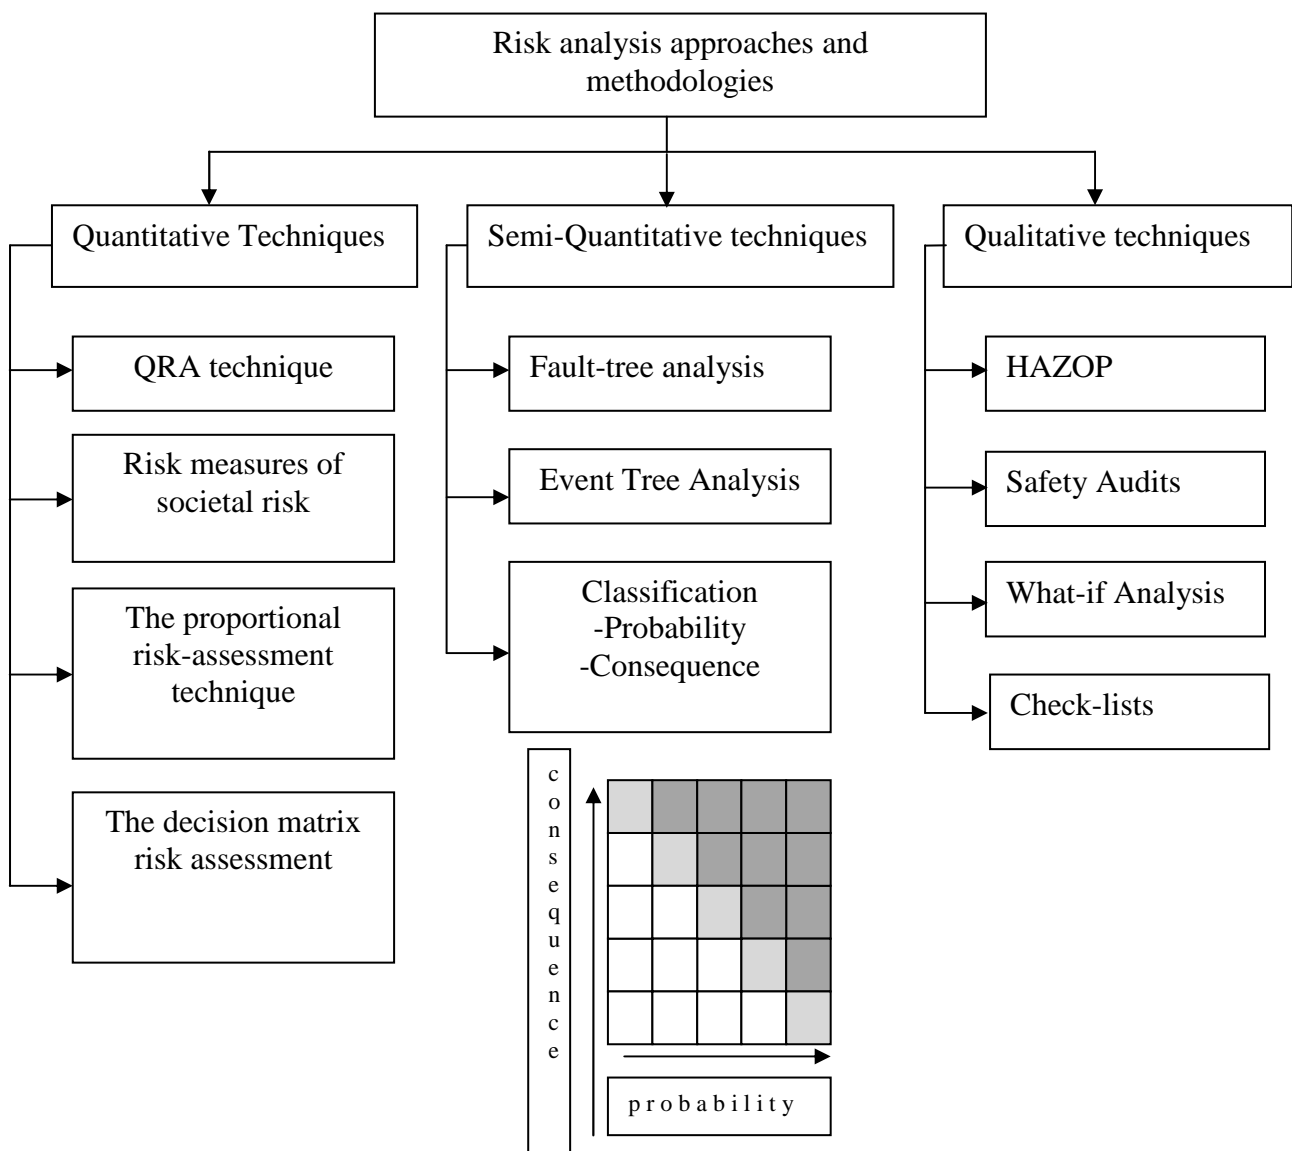 Risk analysis approaches and
methodologies
Quantitative Techniques
Semi-Quantitative techniques
Qualitative techniques
QRA technique
Risk measures of
societal risk
The proportional
risk-assessment
technique
The decision matrix
risk assessment
Fault-tree analysis
Event Tree Analysis
Classification
-Probability
-Consequence
consequence
probability
HAZOP
Safety Audits
What-if Analysis
Check-lists